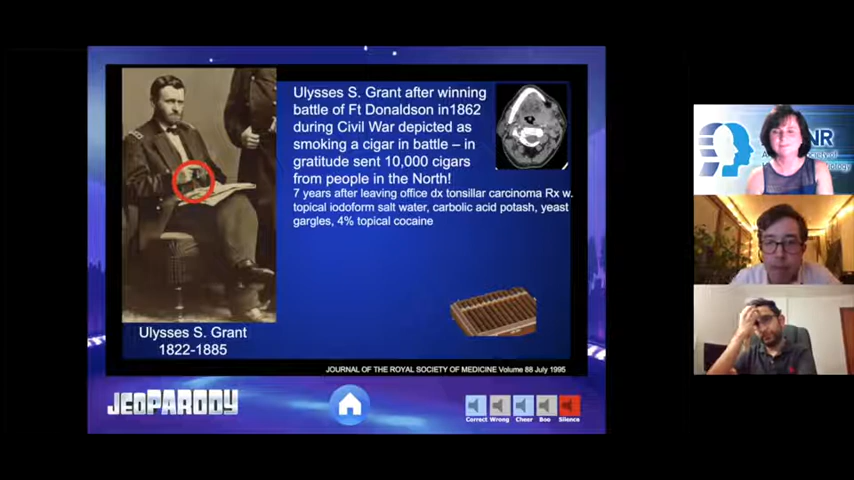 Ulysses S. Grant after winning
battle of Ft Donaldson in1862
during Civil War depicted as
smoking a cigar in battle – in
gratitude sent 10,000 cigars
from people in the North!
7 years after leaving office dx tonsillar carcinoma Rx w.
topical iodoform salt water, carbolic acid potash, yeast
gargles, 4% topical cocaine
Ulysses S. Grant
1822-1885
JOURNAL OF THE ROYAL SOCIETY OF MEDICINE Volume 88 July 1995
JEOPARODY
Correct Wrong Cheer Boo Silence
NR